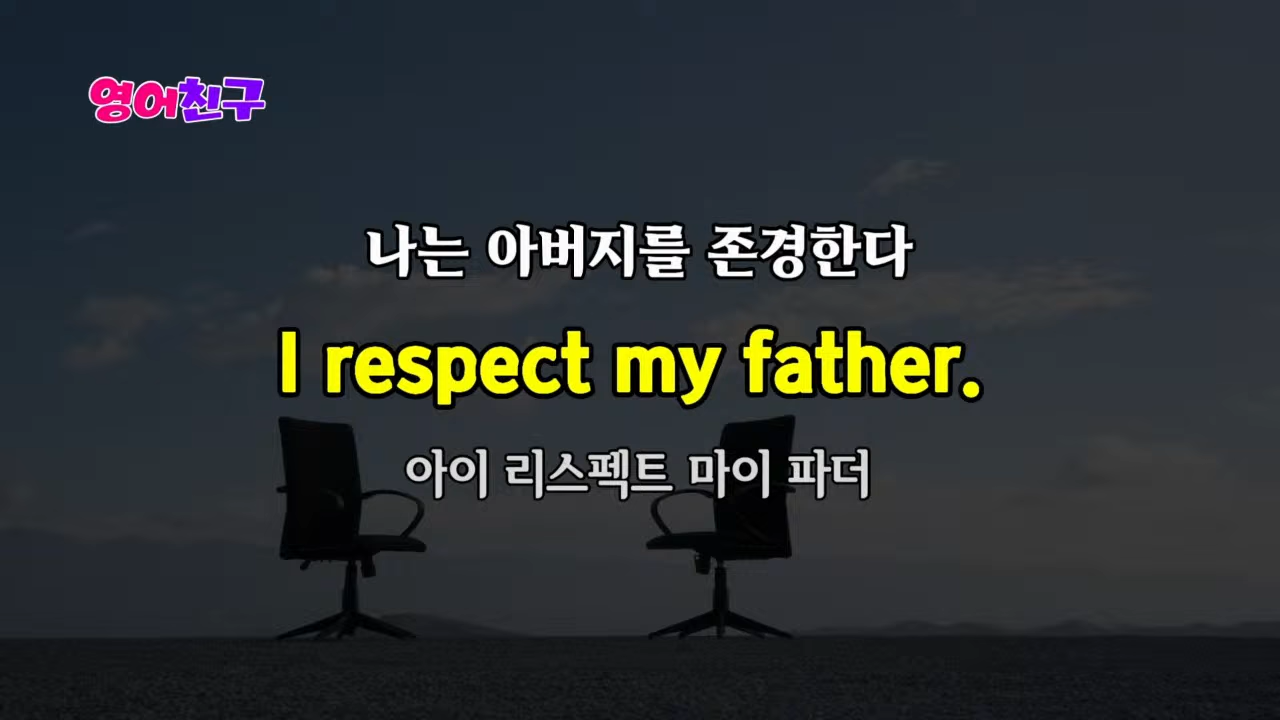 영어친구
나는 아버지를 존경한다
I respect my father.
아이 리스펙트 마이 파더